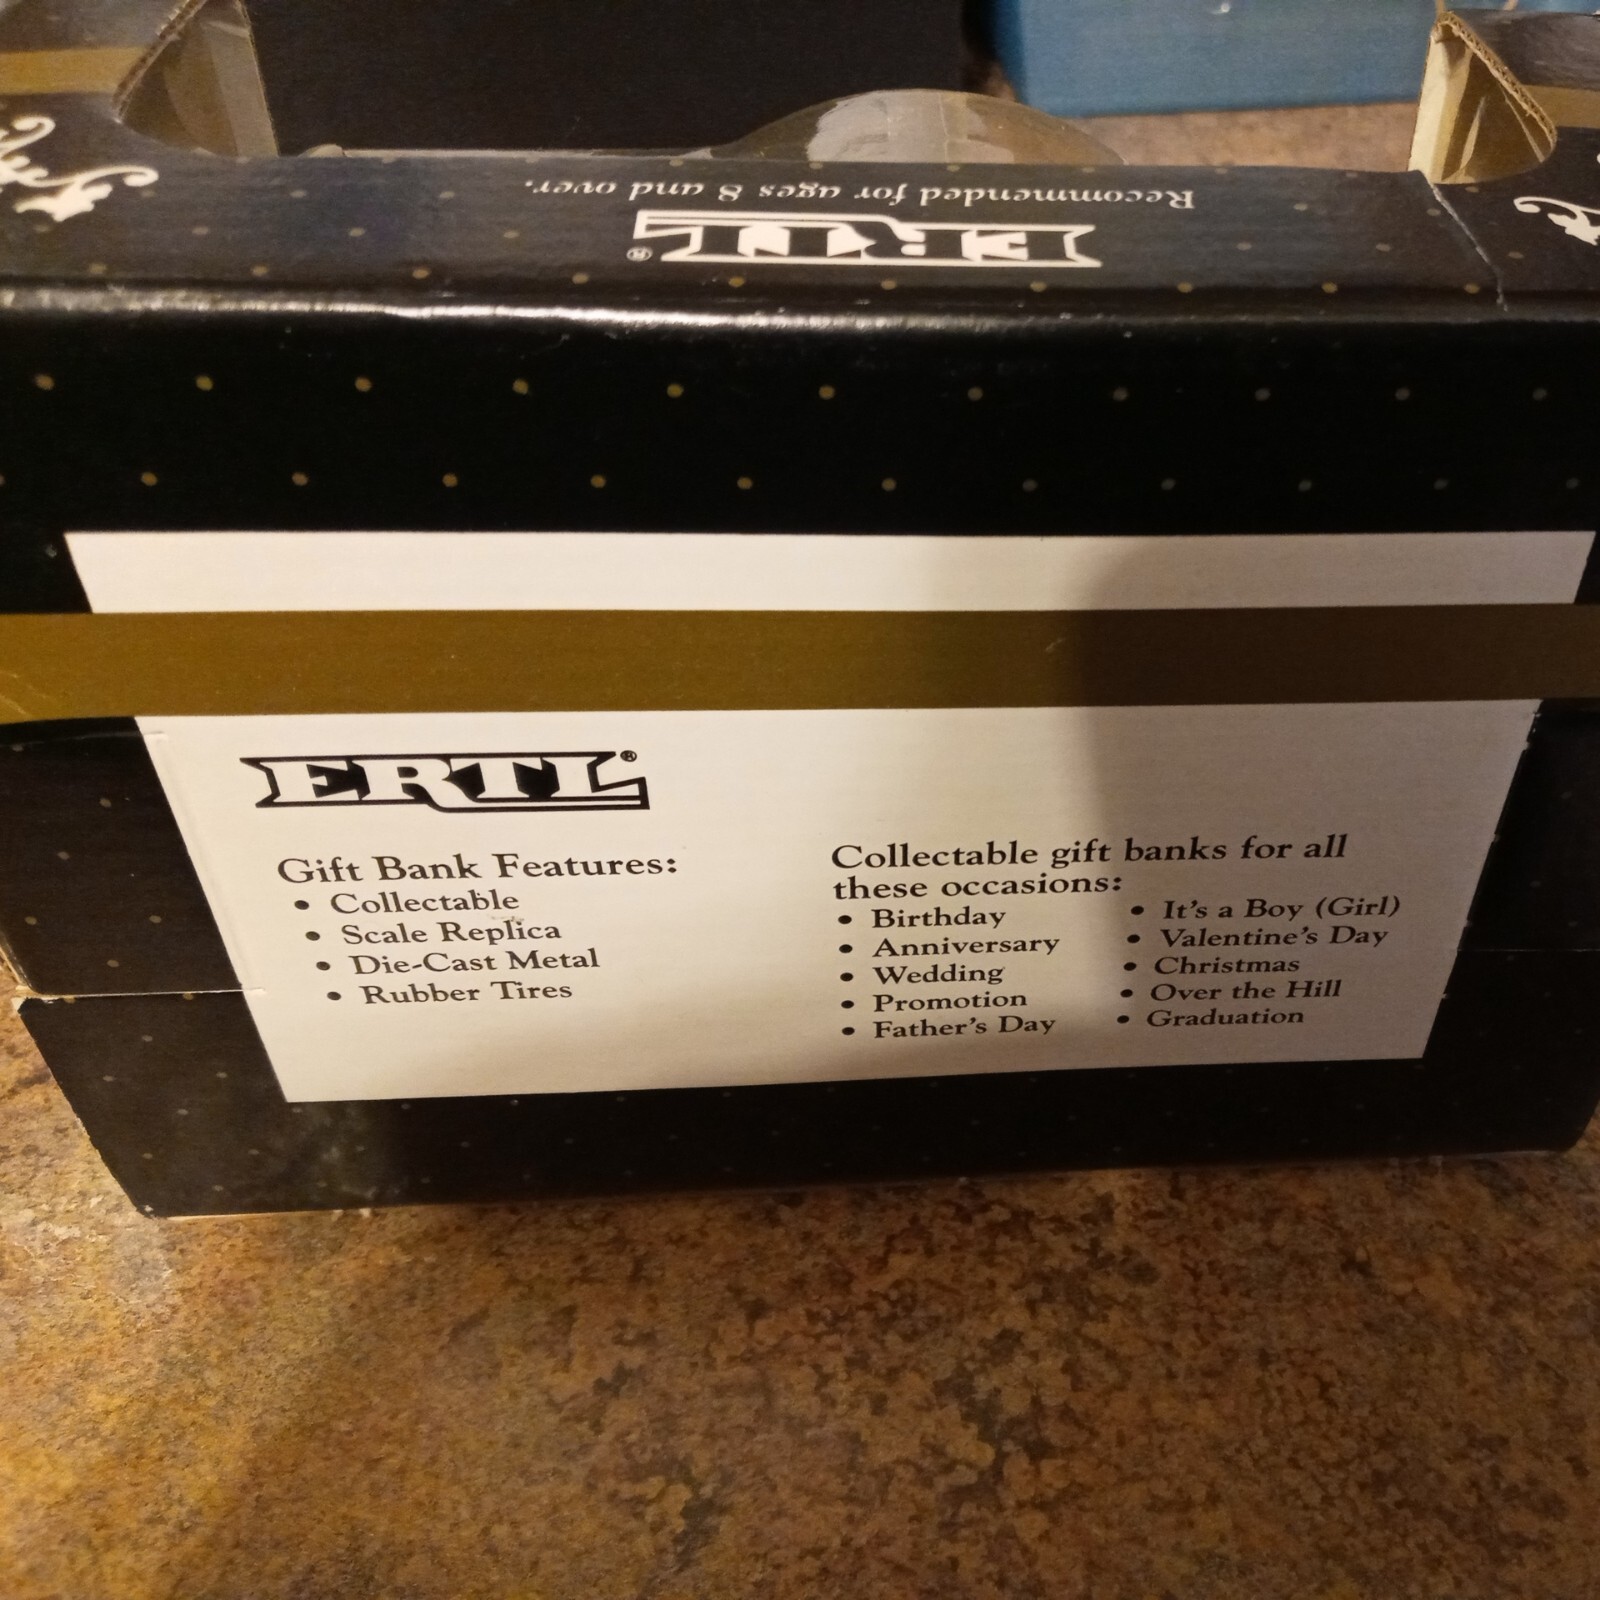 Recommended for ages 8 and over.
ERTL®
ERTL®
Gift Bank Features:
• Collectable
• Scale Replica
• Die-Cast Metal
• Rubber Tires
Collectable gift banks for all
these occasions:
• Birthday
• Anniversary
• Wedding
• Promotion
• Father's Day
• It's a Boy (Girl)
• Valentine's Day
• Christmas
• Over the Hill
• Graduation